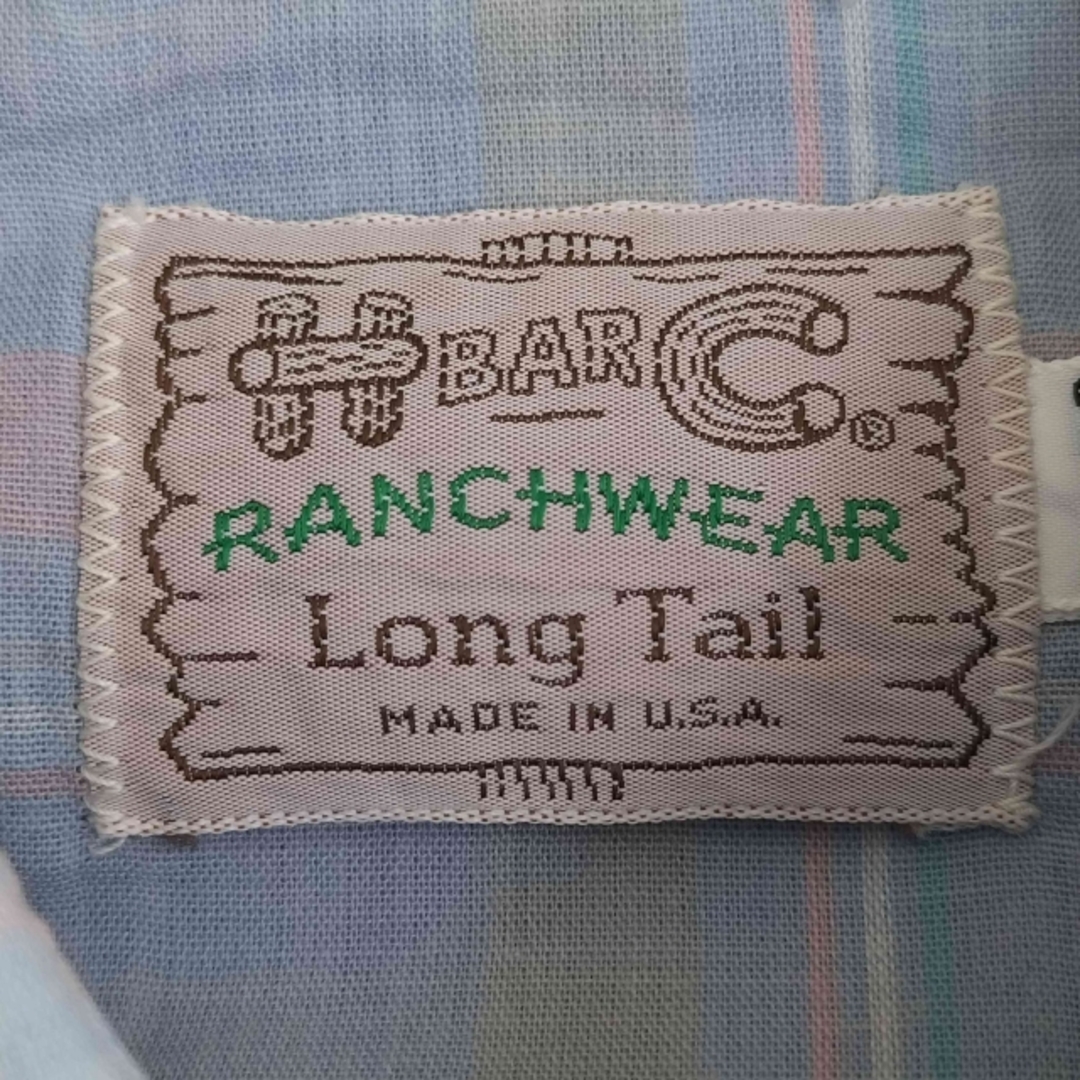 H BAR C ®
RANCHWEAR
Long Tail
MADE IN U.S.A.